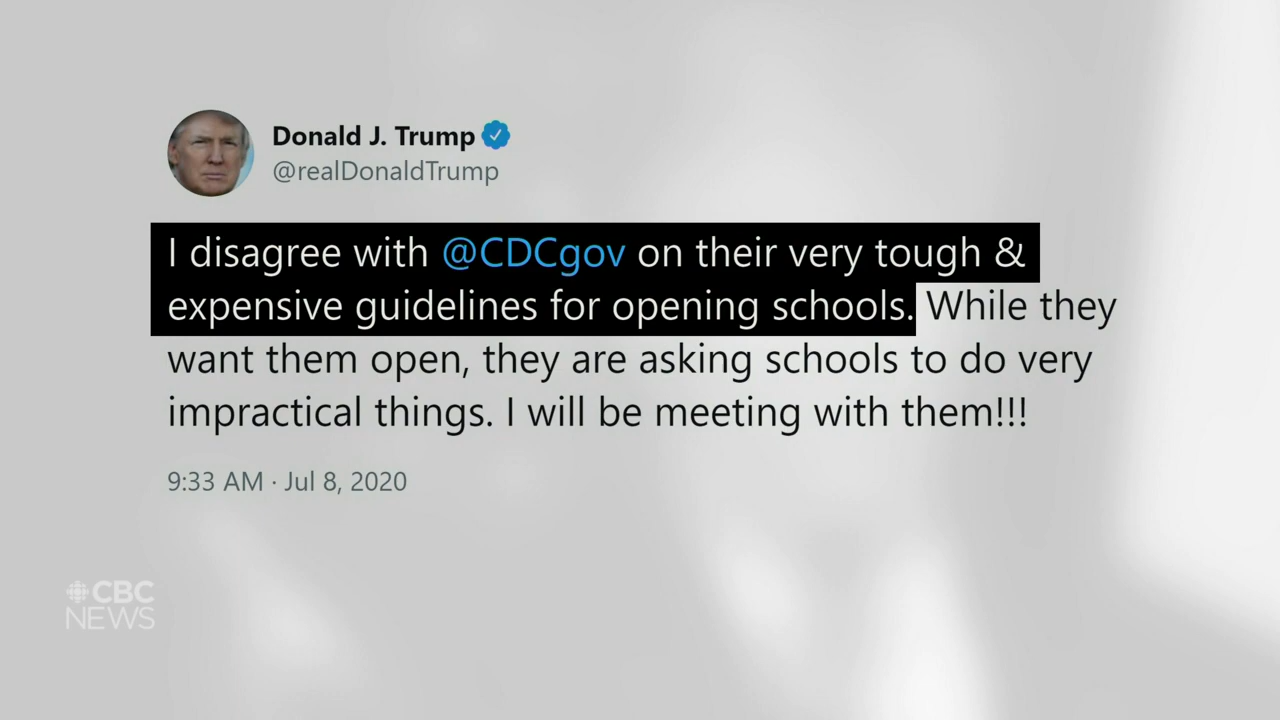 Donald J. Trump
@realDonaldTrump
I disagree with @CDCgov on their very tough &
expensive guidelines for opening schools. While they
want them open, they are asking schools to do very
impractical things. I will be meeting with them!!!
9:33 AM · Jul 8, 2020
CBC
NEWS